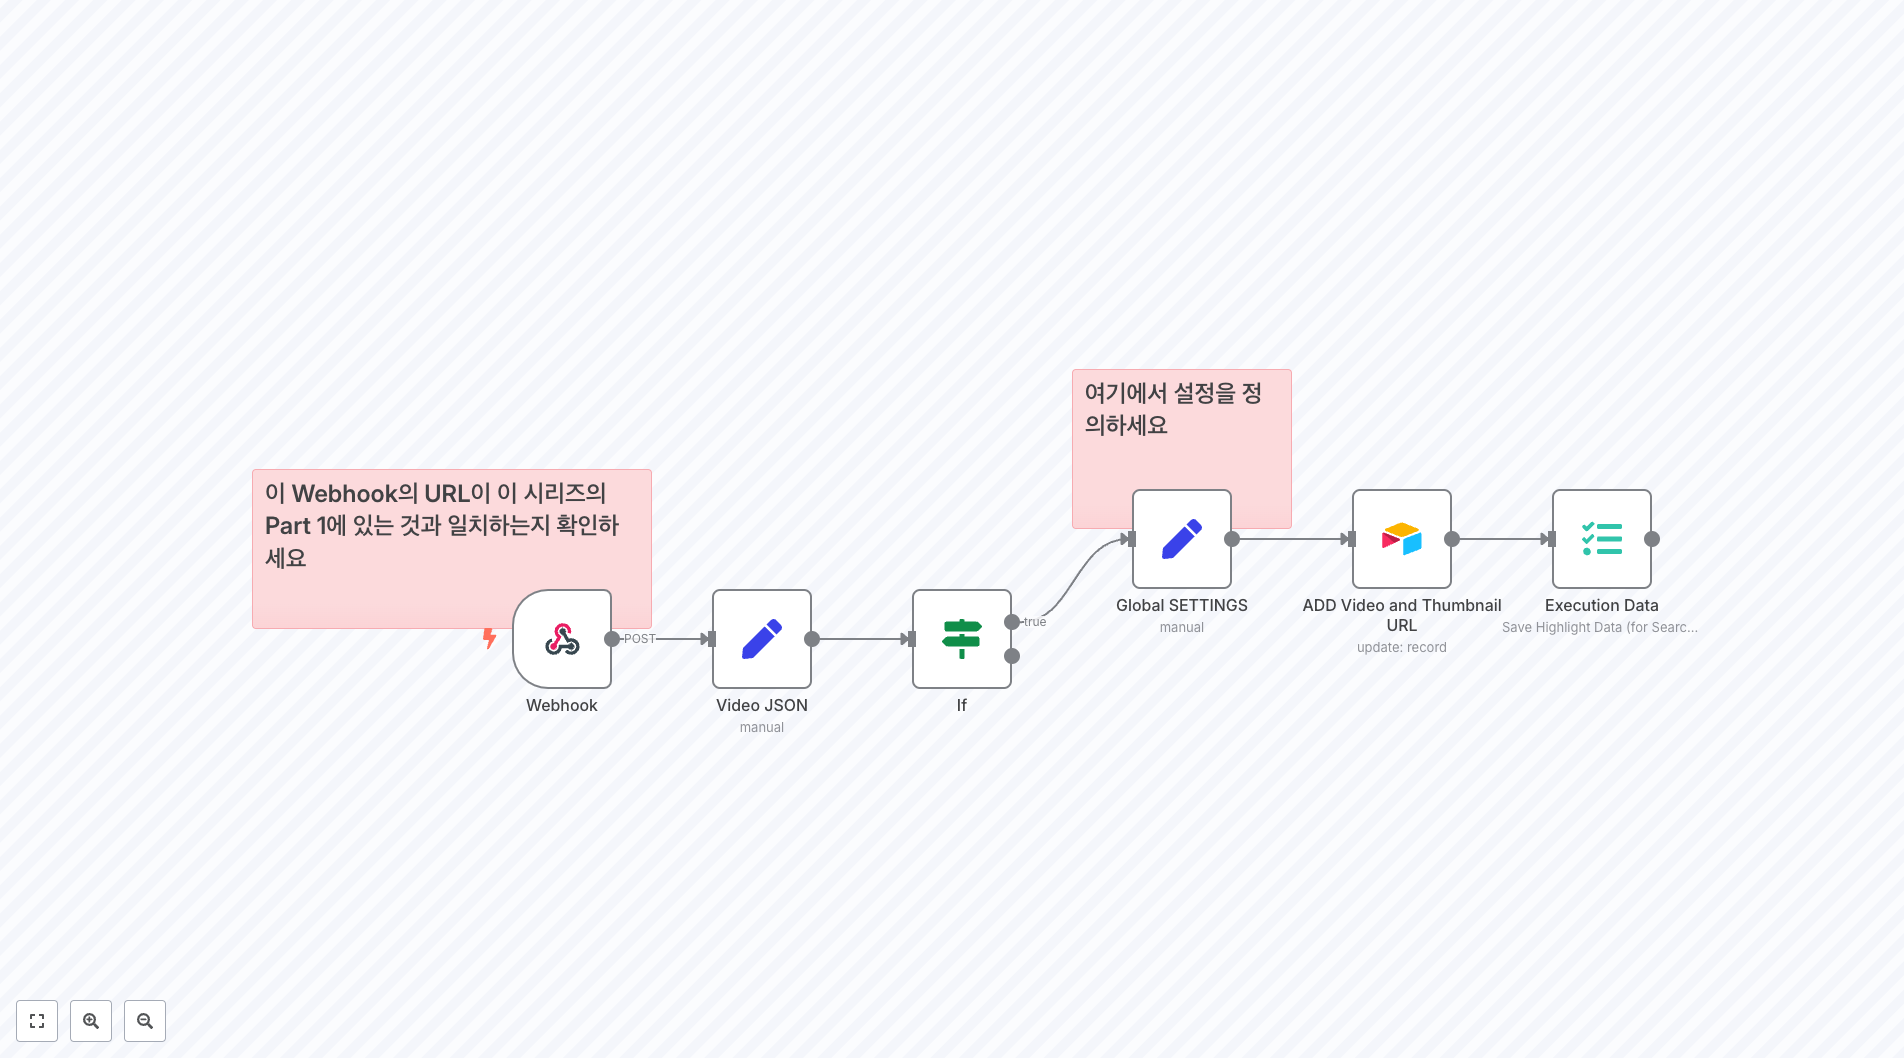 여기에서 설정을 정
의하세요
이 Webhook의 URL이 이 시리즈의
Part 1에 있는 것과 일치하는지 확인하
세요
POST
true
Webhook
Video JSON
manual
If
Global SETTINGS
manual
ADD Video and Thumbnail
URL
update: record
Execution Data
Save Highlight Data (for Searc...